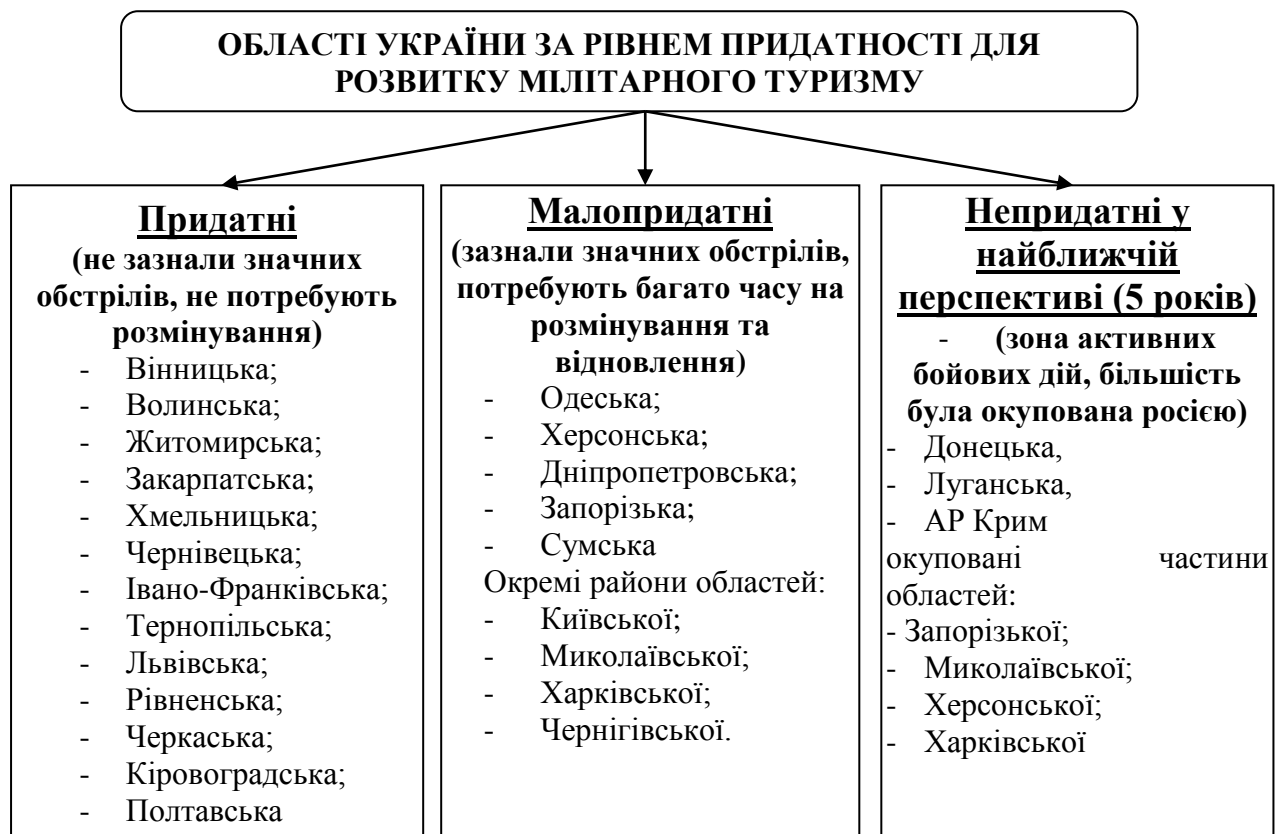 ОБЛАСТІ УКРАЇНИ ЗА РІВНЕМ ПРИДАТНОСТІ ДЛЯ
РОЗВИТКУ МІЛІТАРНОГО ТУРИЗМУ
Придатні
(не зазнали значних
обстрілів, не потребують
розмінування)
- Вінницька;
- Волинська;
- Житомирська;
- Закарпатська;
- Хмельницька;
- Чернівецька;
- Івано-Франківська;
- Тернопільська;
- Львівська;
- Рівненська;
- Черкаська;
- Кіровоградська;
- Полтавська
Малопридатні
(зазнали значних обстрілів,
потребують багато часу на
розмінування та
відновлення)
- Одеська;
- Херсонська;
- Дніпропетровська;
- Запорізька;
- Сумська
Окремі райони областей:
- Київської;
- Миколаївської;
- Харківської;
- Чернігівської.
Непридатні у
найближчій
перспективі (5 років)
- (зона активних
бойових дій, більшість
була окупована росією)
- Донецька,
- Луганська,
- АР Крим
окуповані частини
областей:
- Запорізької;
- Миколаївської;
- Херсонської;
- Харківської